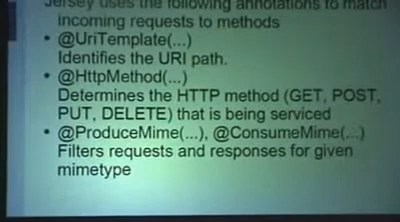 Jersey uses the following annotations to match
incoming requests to methods
• @UriTemplate(...)
Identifies the URI path.
• @HttpMethod(...)
Determines the HTTP method (GET, POST,
PUT, DELETE) that is being serviced
• @ProduceMime(...), @ConsumeMime(...)
Filters requests and responses for given
mimetype